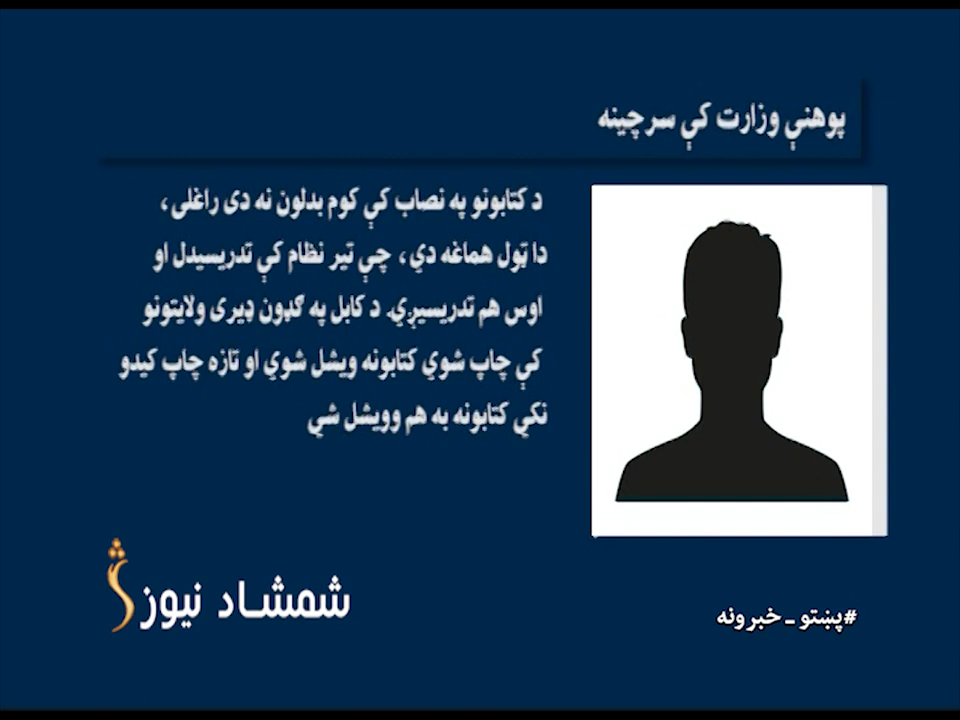 پوهنې وزارت کې سرچینه
د کتابونو په نصاب کې کوم بدلون نه دی راغلی،
دا ټول هماغه دي، چې تیر نظام کې تدریسیدل او
اوس هم تدریسیږي. د کابل په ګډون ډیری ولایتونو
کې چاپ شوي کتابونه ویشل شوي او تازه چاپ کیدو
نکي کتابونه به هم وویشل شي
شمشاد نیوز
#پښتو_خبرونه